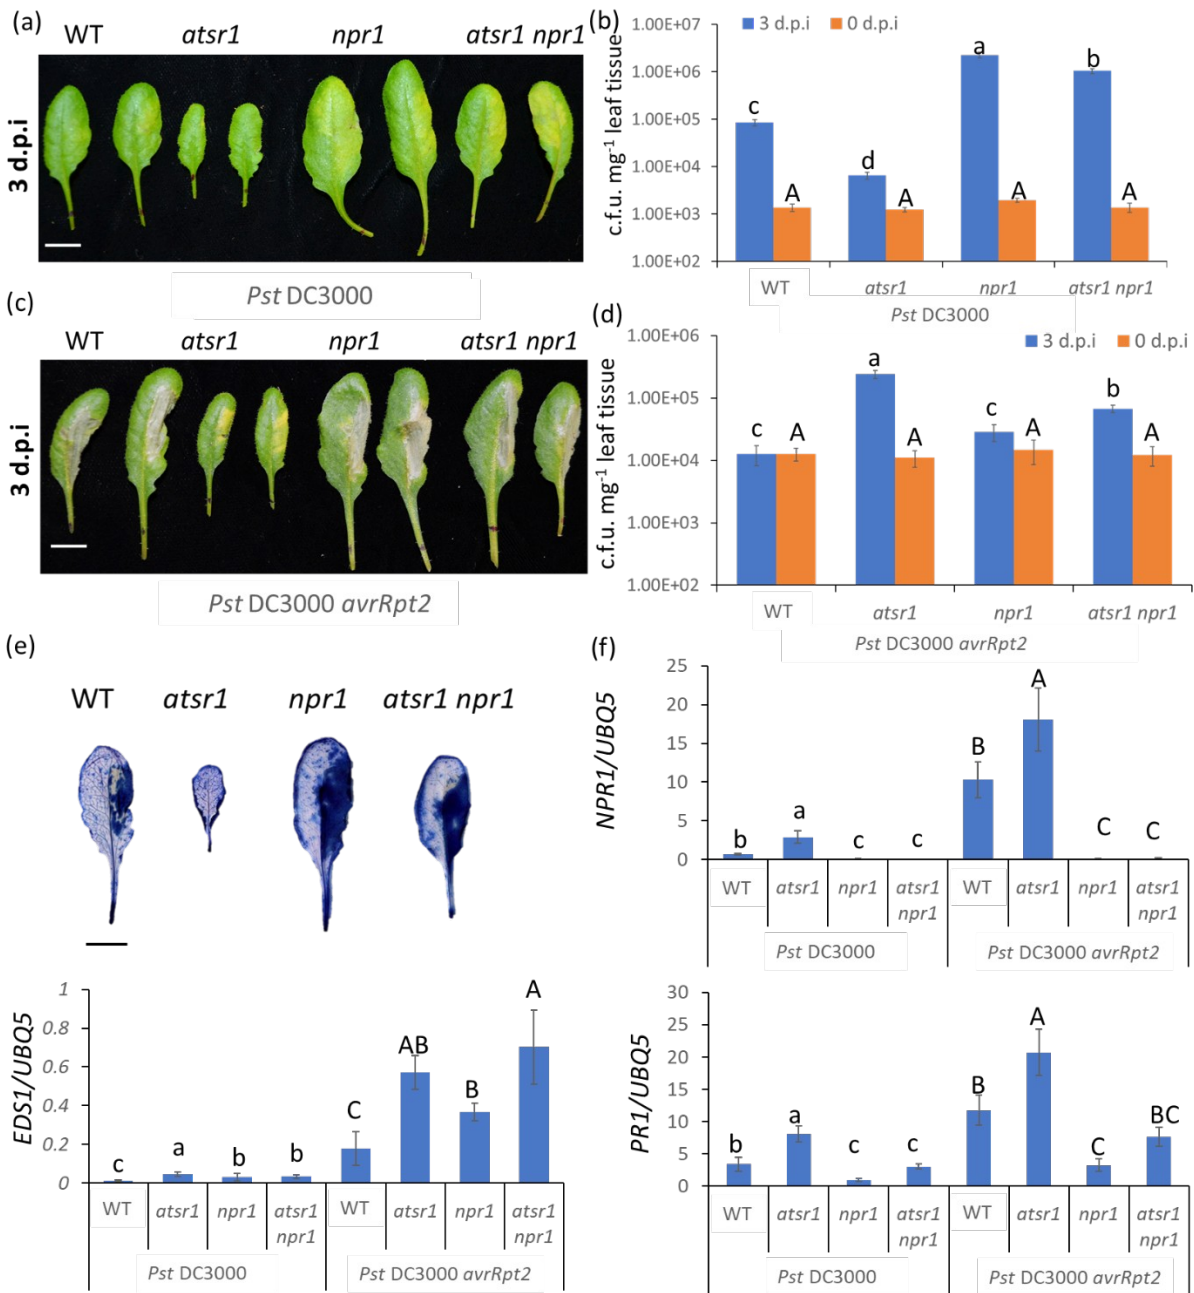 (a)
WT atsr1 npr1 atsr1 npr1
3 d.p.i
Pst DC3000
(b)
3 d.p.i 0 d.p.i
c.f.u. mg⁻¹ leaf tissue
1.00E+07
1.00E+06
1.00E+05
1.00E+04
1.00E+03
1.00E+02
c A d A a A b A
WT atsr1 npr1 atsr1 npr1
Pst DC3000
(c)
WT atsr1 npr1 atsr1 npr1
3 d.p.i
Pst DC3000 avrRpt2
(d)
3 d.p.i 0 d.p.i
c.f.u. mg⁻¹ leaf tissue
1.00E+06
1.00E+05
1.00E+04
1.00E+03
1.00E+02
c A a A c A b A
WT atsr1 npr1 atsr1 npr1
Pst DC3000 avrRpt2
(e)
WT atsr1 npr1 atsr1 npr1
(f)
NPR1/UBQ5
25
20
15
10
5
0
b a c c B A C C
WT atsr1 npr1 atsr1 npr1 WT atsr1 npr1 atsr1 npr1
Pst DC3000 Pst DC3000 avrRpt2
EDS1/UBQ5
1
0.8
0.6
0.4
0.2
0
c a b b C AB B A
WT atsr1 npr1 atsr1 npr1 WT atsr1 npr1 atsr1 npr1
Pst DC3000 Pst DC3000 avrRpt2
PR1/UBQ5
30
25
20
15
10
5
0
b a c c B A C BC
WT atsr1 npr1 atsr1 npr1 WT atsr1 npr1 atsr1 npr1
Pst DC3000 Pst DC3000 avrRpt2